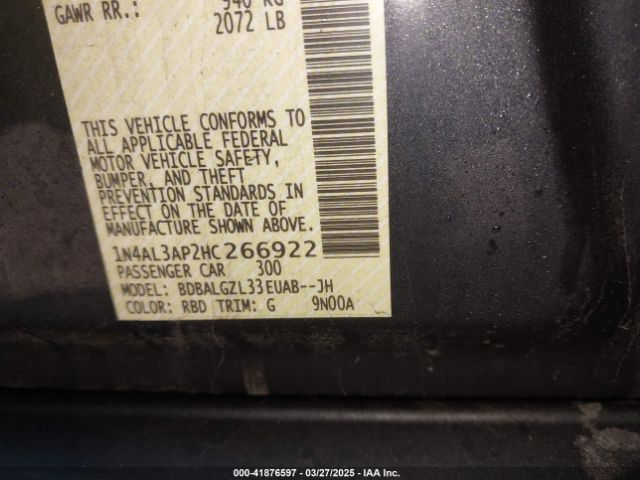 GAWR RR.: 940 KG
2072 LB
THIS VEHICLE CONFORMS TO
ALL APPLICABLE FEDERAL
MOTOR VEHICLE SAFETY,
BUMPER, AND THEFT
PREVENTION STANDARDS IN
EFFECT ON THE DATE OF
MANUFACTURE SHOWN ABOVE.
1N4AL3AP2HC266922
PASSENGER CAR 300
MODEL: BDBALGZL33EUAB--JH
COLOR: RBD TRIM: G 9N00A
000-41876597 - 03/27/2025 - IAA Inc.